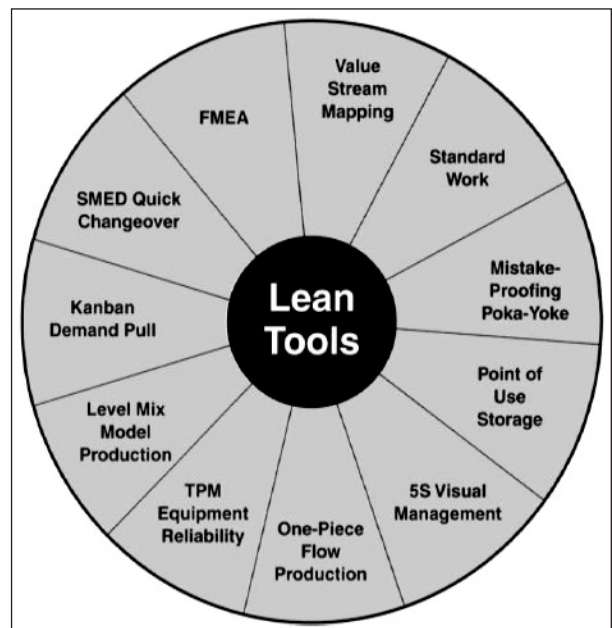 Lean
Tools
Value
Stream
Mapping
Standard
Work
Mistake-
Proofing
Poka-Yoke
Point of
Use
Storage
5S Visual
Management
One-Piece
Flow
Production
TPM
Equipment
Reliability
Level Mix
Model
Production
Kanban
Demand Pull
SMED Quick
Changeover
FMEA